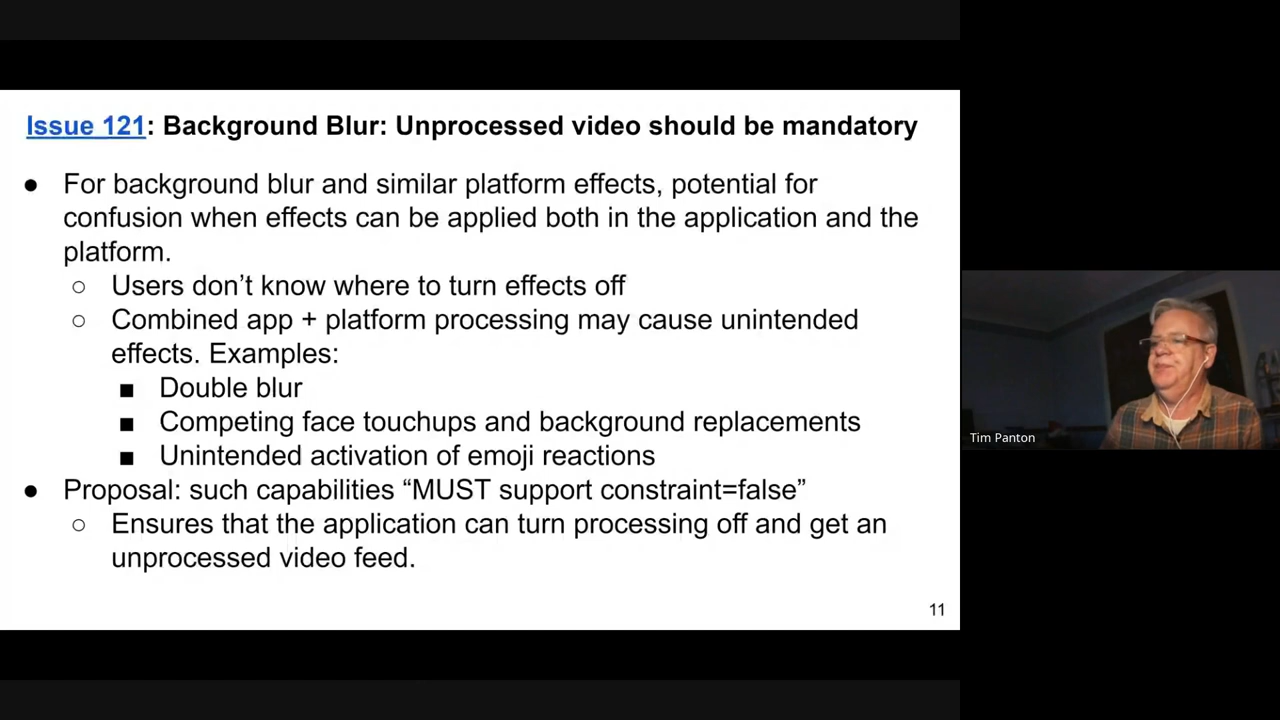 Issue 121: Background Blur: Unprocessed video should be mandatory
● For background blur and similar platform effects, potential for
confusion when effects can be applied both in the application and the
platform.
○ Users don’t know where to turn effects off
○ Combined app + platform processing may cause unintended
effects. Examples:
■ Double blur
■ Competing face touchups and background replacements
■ Unintended activation of emoji reactions
● Proposal: such capabilities “MUST support constraint=false”
○ Ensures that the application can turn processing off and get an
unprocessed video feed.
11
Tim Panton